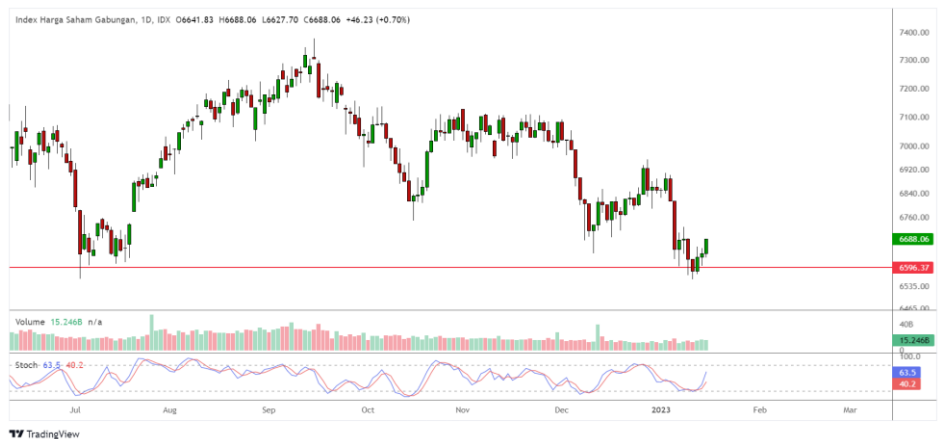 Index Harga Saham Gabungan, 1D, IDX O6641.83 H6688.06 L6627.70 C6688.06 +46.23 (+0.70%)
7400.00
7300.00
7200.00
7100.00
7000.00
6920.00
6840.00
6760.00
6688.06
6596.37
6535.00
6465.00
Volume 15.246B n/a
40B
15.246B
0
Stoch 63.5 40.2
100.0
63.5
40.2
Jul Aug Sep Oct Nov Dec 2023 Feb Mar
TradingView